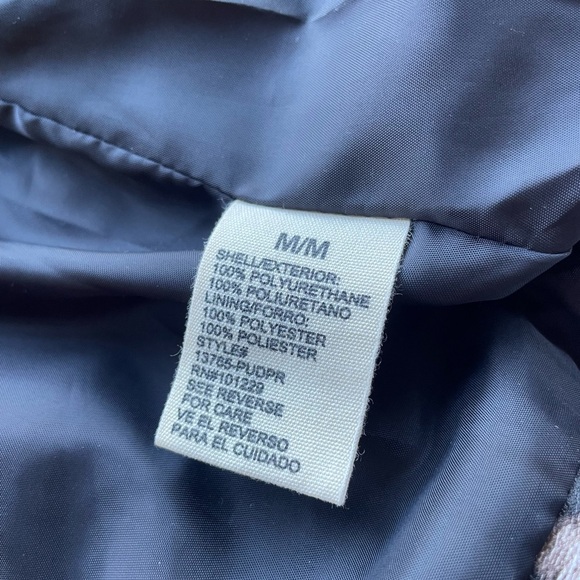 M/M
SHELL/EXTERIOR:
100% POLYURETHANE
100% POLIURETANO
LINING/FORRO:
100% POLYESTER
100% POLIESTER
STYLE#
13785-PUDPR
RN#101229
SEE REVERSE
FOR CARE
VE EL REVERSO
PARA EL CUIDADO